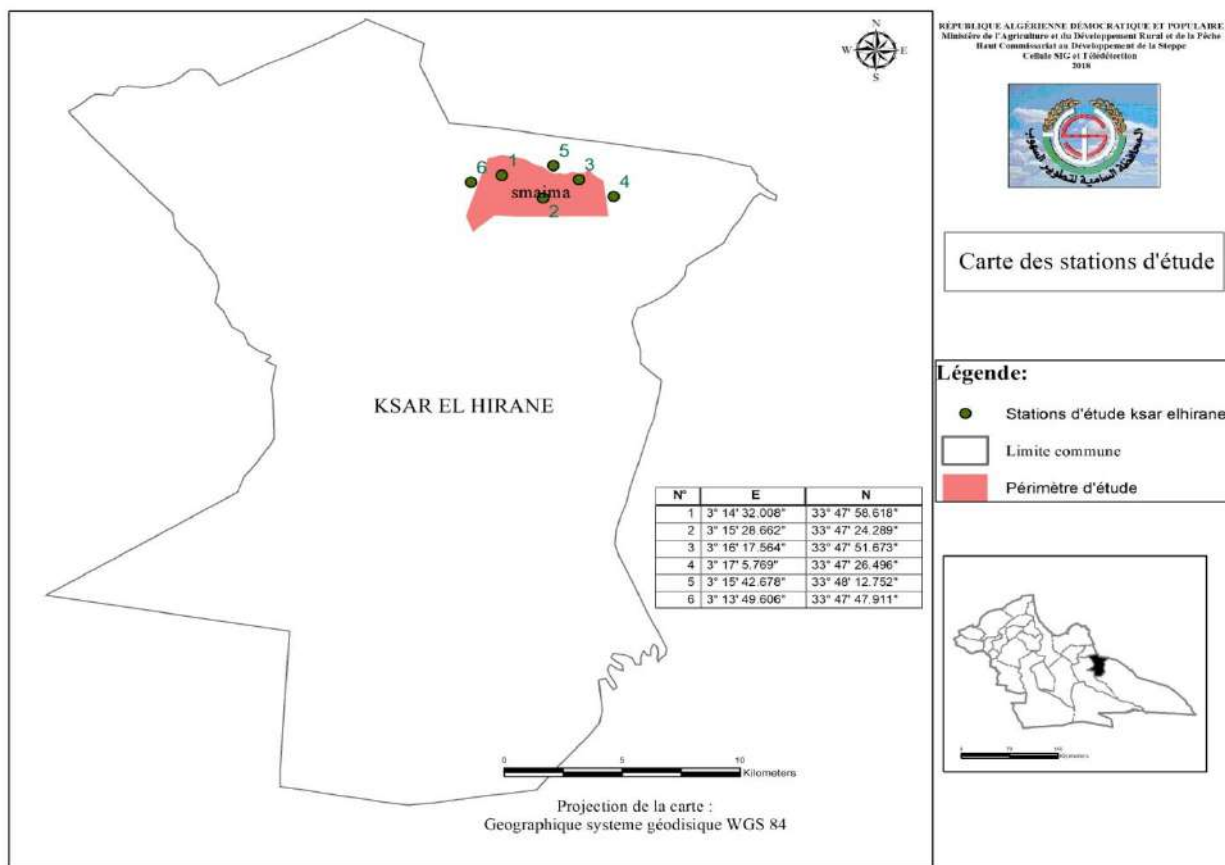 N
W E
S
6
1
5
3
4
smaima
2
KSAR EL HIRANE
N° E N
1 3° 14' 32.008" 33° 47' 58.618"
2 3° 15' 28.662" 33° 47' 24.289"
3 3° 16' 17.564" 33° 47' 51.673"
4 3° 17' 5.769" 33° 47' 26.496"
5 3° 15' 42.678" 33° 48' 12.752"
6 3° 13' 49.606" 33° 47' 47.911"
0 5 10
Kilometers
Projection de la carte :
Geographique systeme géodisique WGS 84
RÉPUBLIQUE ALGÉRIENNE DÉMOCRATIQUE ET POPULAIRE
Ministère de l'Agriculture et du Développement Rural et de la Pêche
Haut Commissariat au Développement de la Steppe
Cellule SIG et Télédétection
2018
المحافظة السامية لتطوير السهوب
Carte des stations d'étude
Légende:
Stations d'étude ksar elhirane
Limite commune
Périmètre d'étude